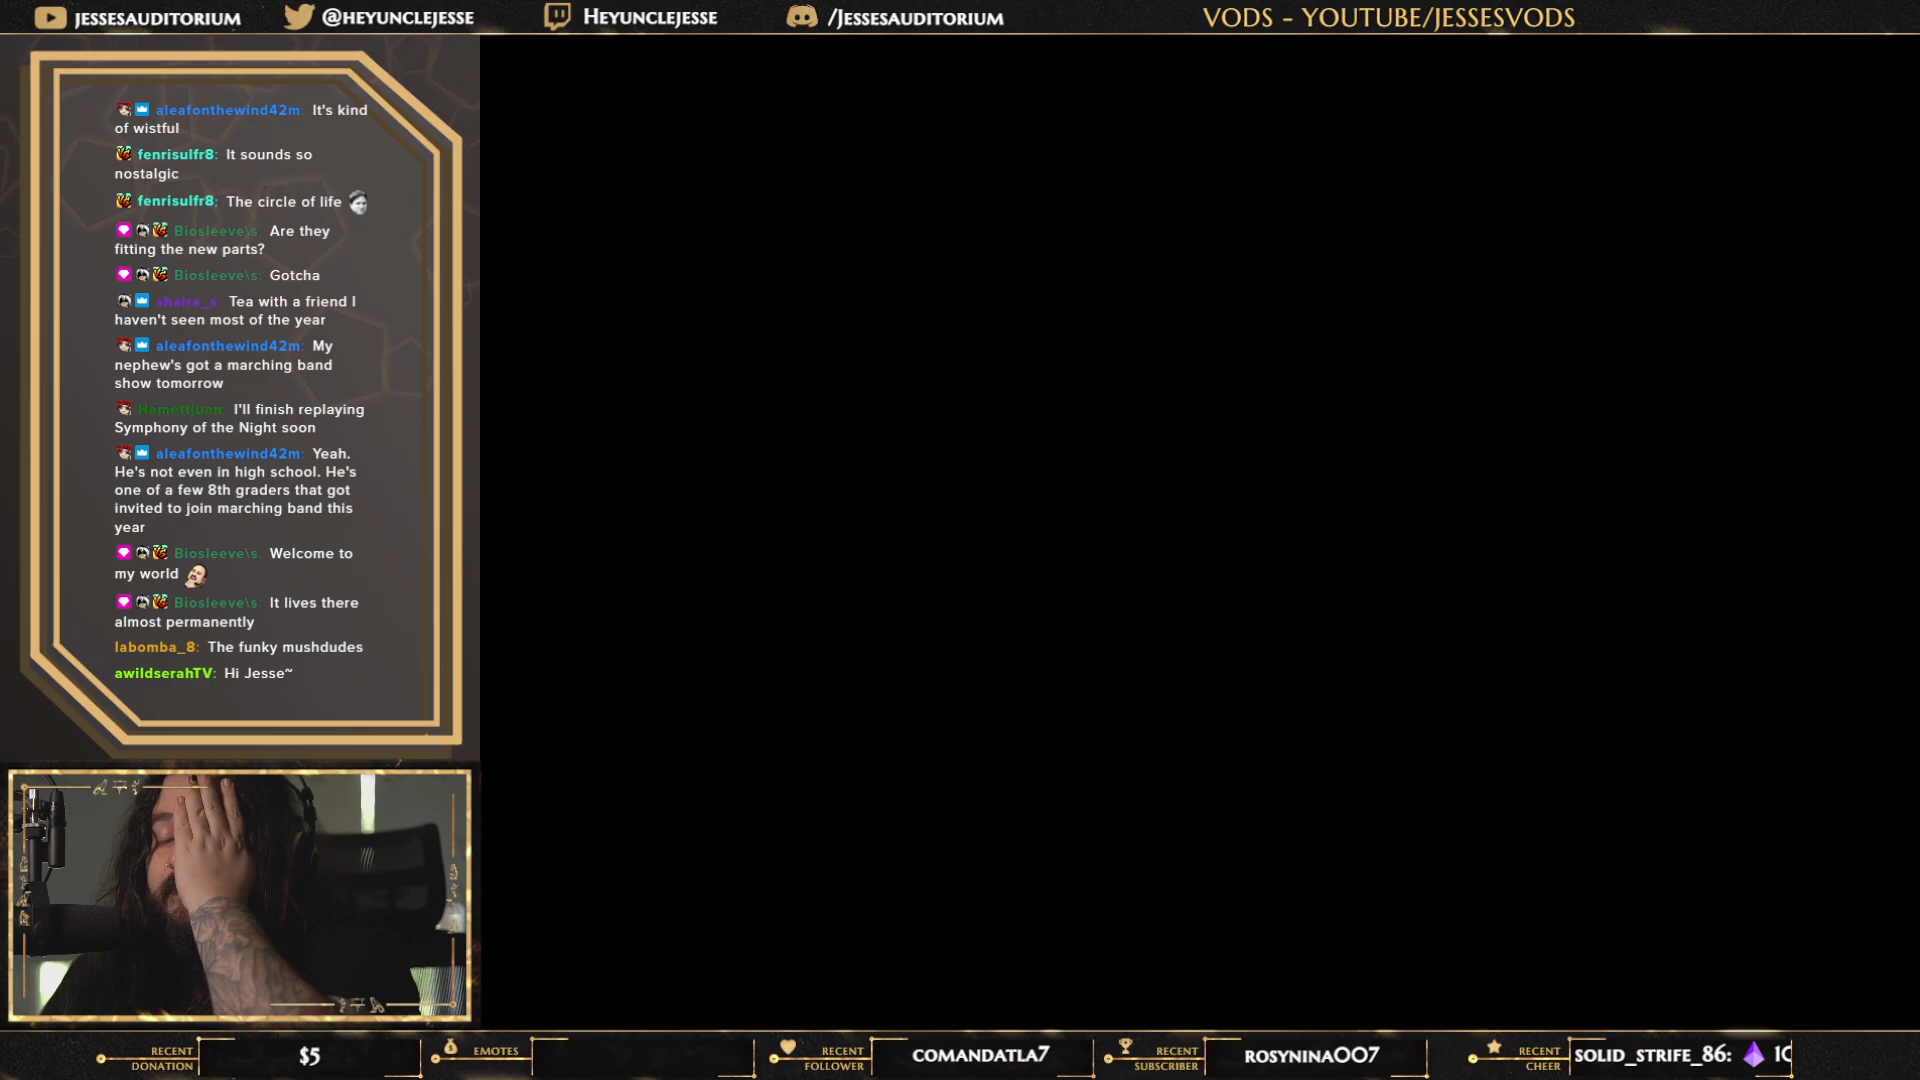 JESSESAUDITORIUM
@HEYUNCLEJESSE
HEYUNCLEJESSE
/JESSESAUDITORIUM
VODS - YOUTUBE/JESSESVODS
aleafonthewind42m: It's kind
of wistful
fenrisulfr8: It sounds so
nostalgic
fenrisulfr8: The circle of life
Biosleeve\s: Are they
fitting the new parts?
Biosleeve\s: Gotcha
shaira_s: Tea with a friend I
haven't seen most of the year
aleafonthewind42m: My
nephew's got a marching band
show tomorrow
Hamettjuan: I'll finish replaying
Symphony of the Night soon
aleafonthewind42m: Yeah.
He's not even in high school. He's
one of a few 8th graders that got
invited to join marching band this
year
Biosleeve\s: Welcome to
my world
Biosleeve\s: It lives there
almost permanently
labomba_8: The funky mushdudes
awildserahTV: Hi Jesse~
RECENT
DONATION
$5
EMOTES
RECENT
FOLLOWER
COMANDATLA7
RECENT
SUBSCRIBER
ROSYNINA007
RECENT
CHEER
SOLID_STRIFE_86: